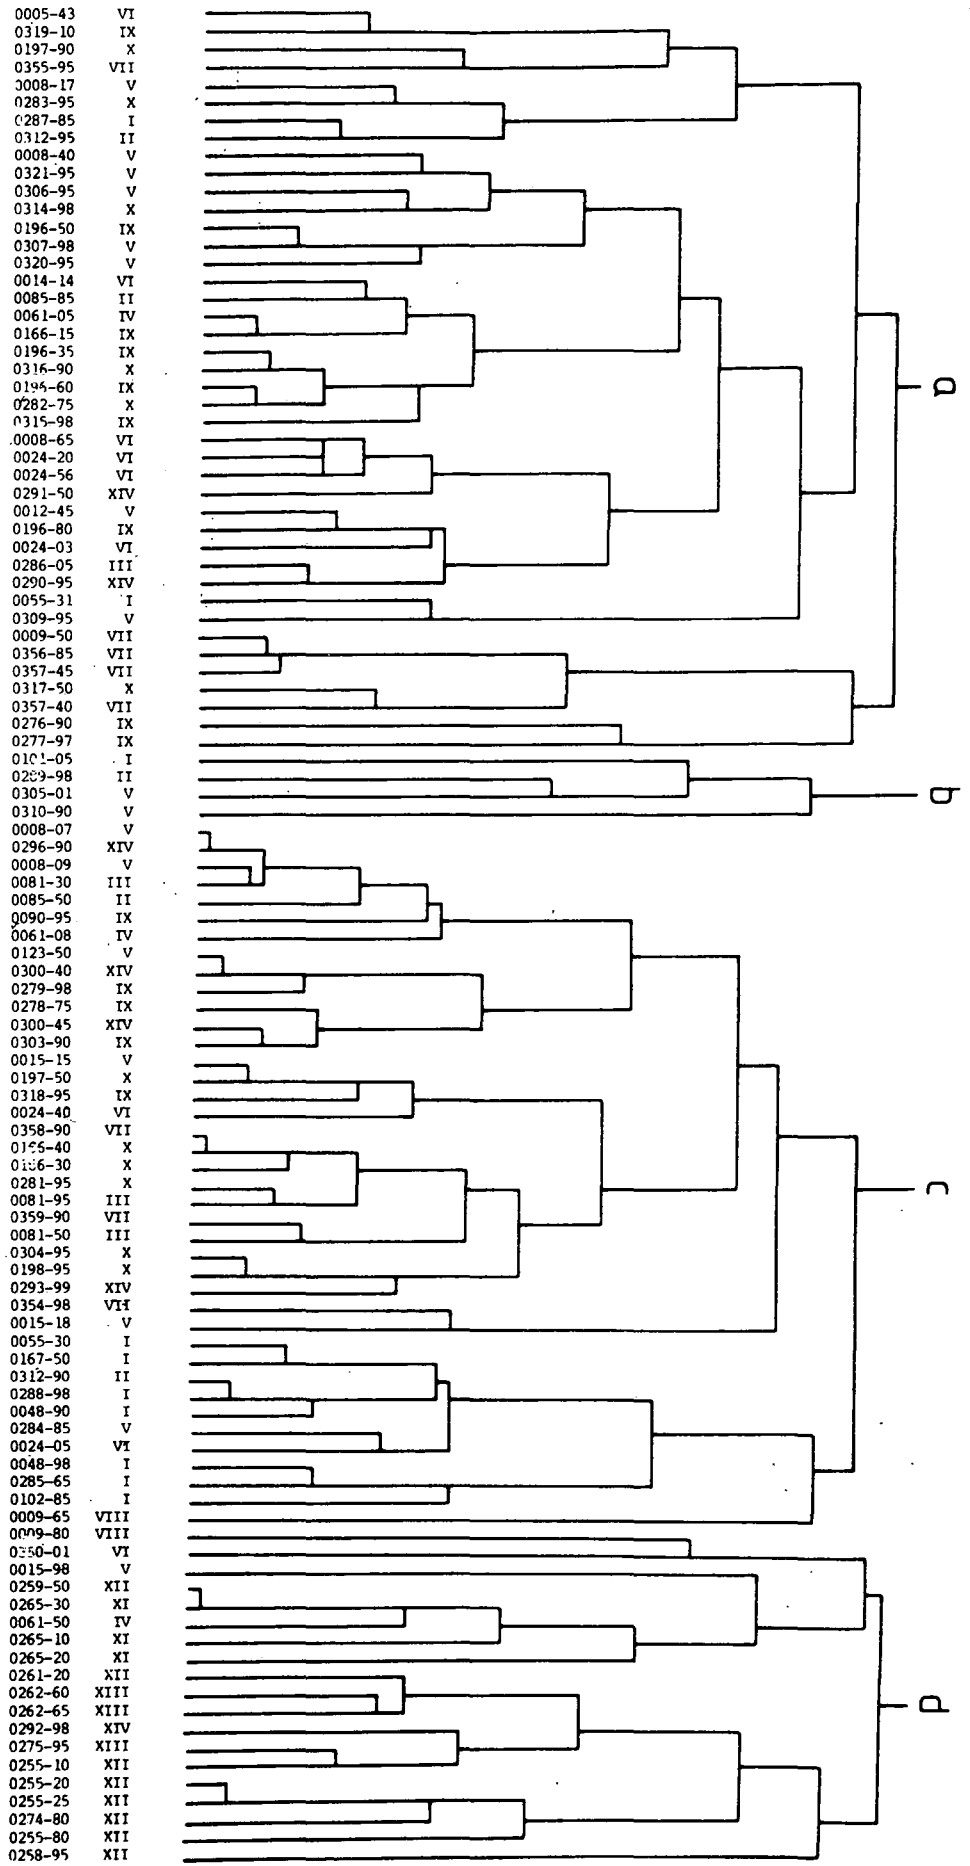 0005-43 VI
0319-10 IX
0197-90 X
0355-95 VII
0008-17 V
0283-95 X
0287-85 I
0312-95 II
0008-40 V
0321-95 V
0306-95 V
0314-98 X
0196-50 IX
0307-98 V
0320-95 V
0014-14 VI
0085-85 II
0061-05 IV
0166-15 IX
0196-35 IX
0316-90 X
0196-60 IX
0282-75 X
0315-98 IX
0008-65 VI
0024-20 VI
0024-56 VI
0291-50 XIV
0012-45 V
0196-80 IX
0024-03 VI
0286-05 III
0290-95 XIV
0055-31 I
0309-95 V
0009-50 VII
0356-85 VII
0357-45 VII
0317-50 X
0357-40 VII
0276-90 IX
0277-97 IX
0101-05 I
II
0305-01 V
0310-90 V
0008-07 V
0296-90 XIV
0008-09 V
0081-30 III
0085-50 II
0090-95 IX
0061-08 IV
0123-50 V
0300-40 XIV
0279-98 IX
0278-75 IX
0300-45 XIV
0303-90 IX
0015-15 V
0197-50 X
0318-95 IX
0024-40 VI
0358-90 VII
X
X
0281-95 X
0081-95 III
0359-90 VII
0081-50 III
0304-95 X
0198-95 X
0293-99 XIV
0354-98 VII
0015-18 V
0055-30 I
0167-50 I
0312-90 II
0288-98 I
0048-90 I
0284-85 V
0024-05 VI
0048-98 I
0285-65 I
0102-85 I
0009-65 VIII
0009-80 VIII
VI
0015-98 V
0259-50 XII
0265-30 XI
0061-50 IV
0265-10 XI
0265-20 XI
0261-20 XII
0262-60 XIII
0262-65 XIII
0292-98 XIV
0275-95 XIII
0255-10 XII
0255-20 XII
0255-25 XII
0274-80 XII
0255-80 XII
0258-95 XII
a
b
c
d